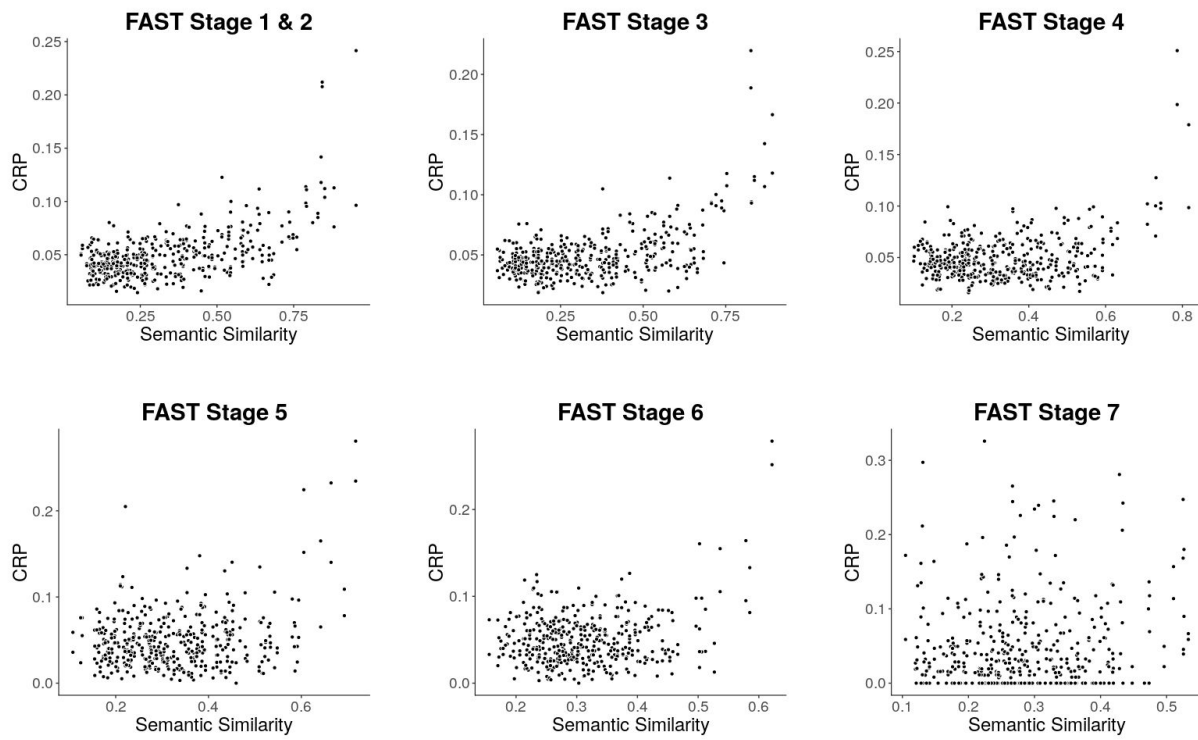 FAST Stage 1 & 2
0.25
0.20
0.15
0.10
0.05
CRP
0.25 0.50 0.75
Semantic Similarity
FAST Stage 3
0.20
0.15
0.10
0.05
CRP
0.25 0.50 0.75
Semantic Similarity
FAST Stage 4
0.25
0.20
0.15
0.10
0.05
CRP
0.2 0.4 0.6 0.8
Semantic Similarity
FAST Stage 5
0.2
0.1
0.0
CRP
0.2 0.4 0.6
Semantic Similarity
FAST Stage 6
0.2
0.1
0.0
CRP
0.2 0.3 0.4 0.5 0.6
Semantic Similarity
FAST Stage 7
0.3
0.2
0.1
0.0
CRP
0.1 0.2 0.3 0.4 0.5
Semantic Similarity